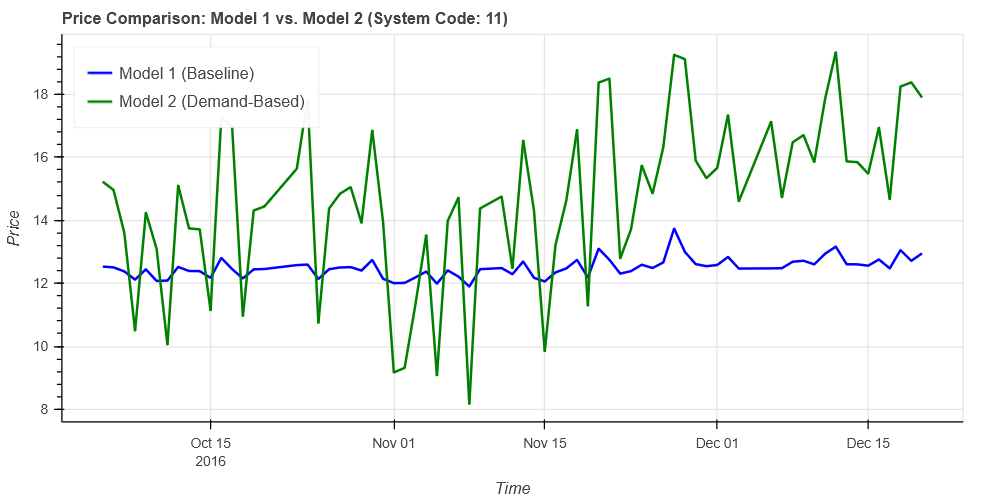 Price Comparison: Model 1 vs. Model 2 (System Code: 11)
Model 1 (Baseline)
Model 2 (Demand-Based)
18
16
14
12
10
8
Price
Oct 15
2016
Nov 01
Nov 15
Dec 01
Dec 15
Time